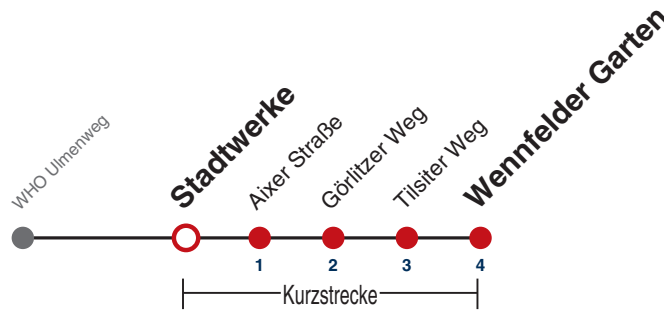 WHO Ulmenweg
Stadtwerke
Aixer Straße
Görlitzer Weg
Tilsiter Weg
Wennfelder Garten
1
2
3
4
Kurzstrecke